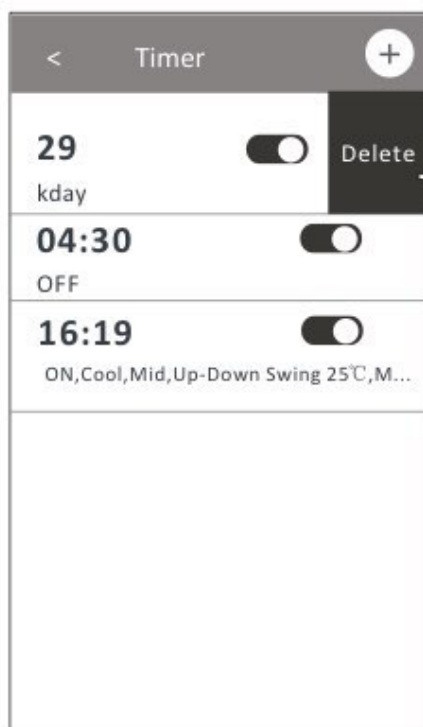 < Timer +
29
kday
Delete
04:30
OFF
16:19
ON,Cool,Mid,Up-Down Swing 25℃,M...